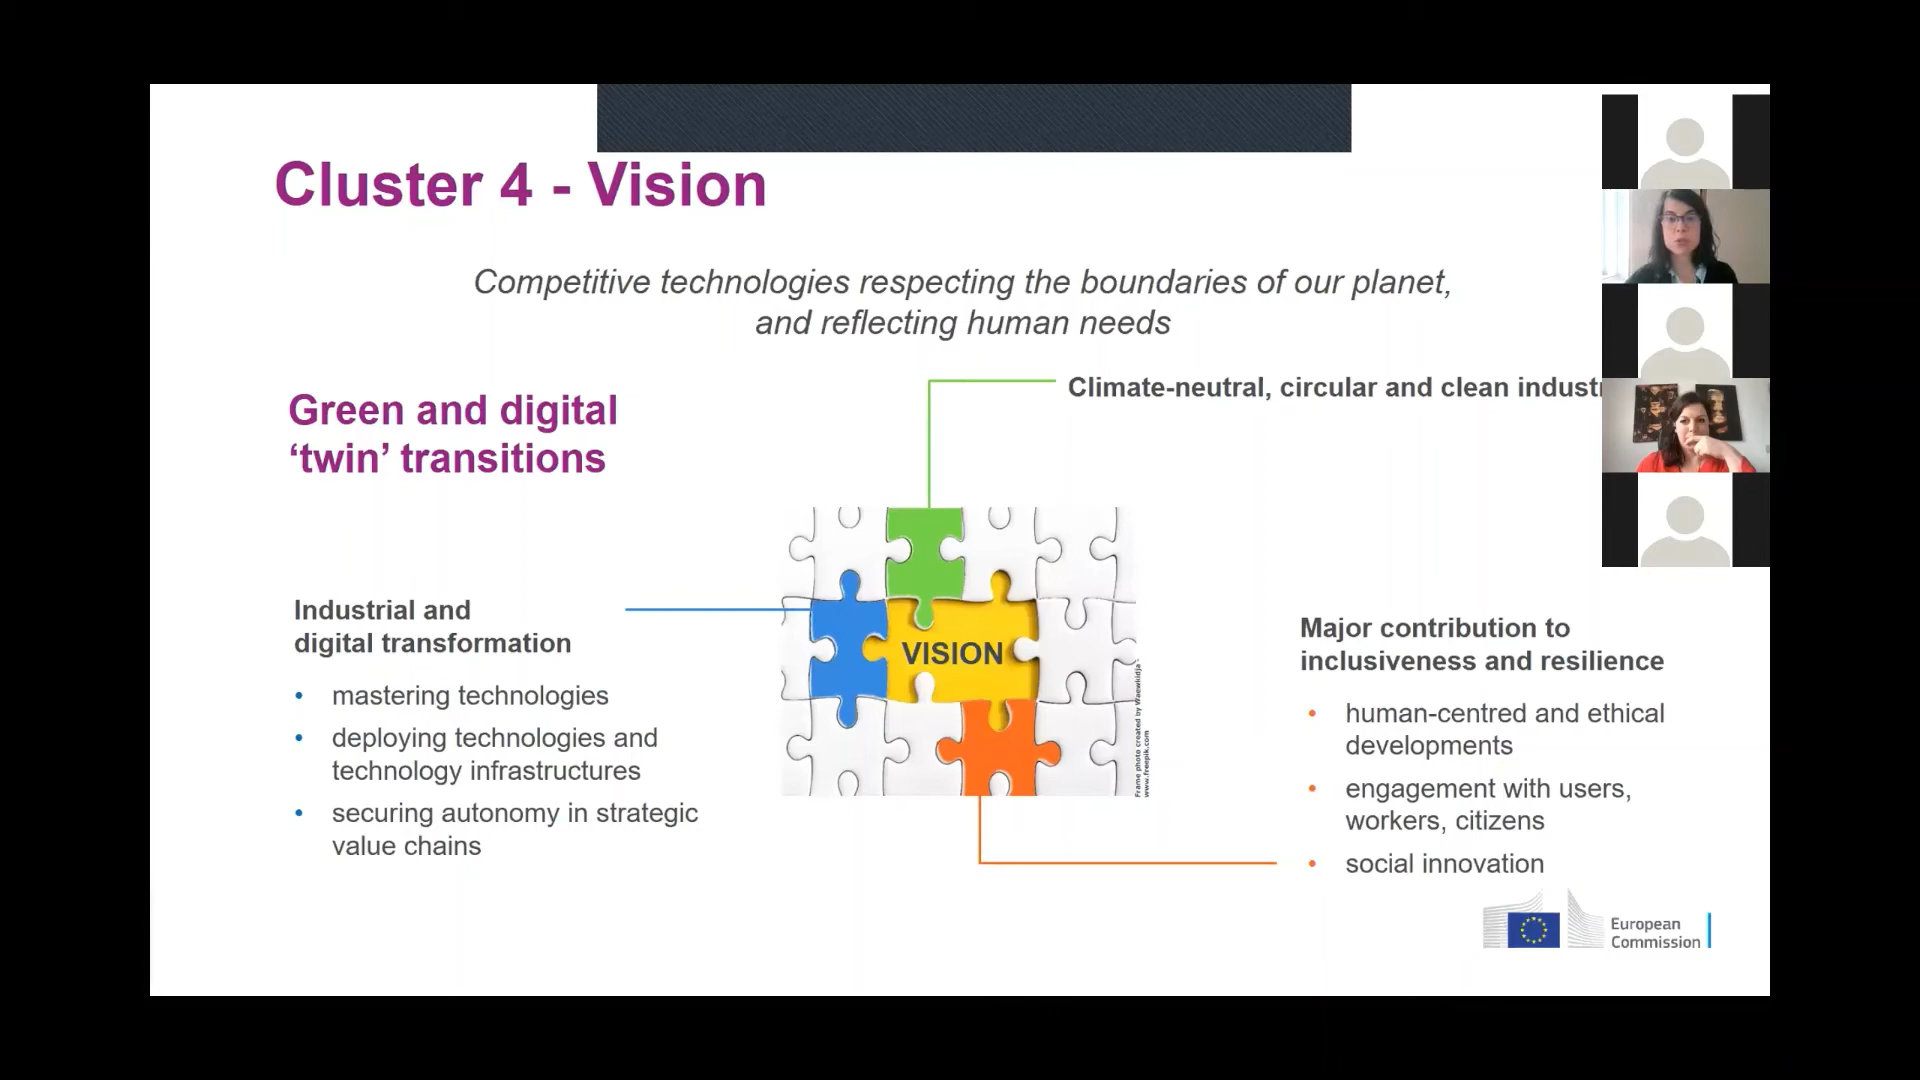 Cluster 4 - Vision
Competitive technologies respecting the boundaries of our planet,
and reflecting human needs
Green and digital
‘twin’ transitions
Climate-neutral, circular and clean industr
Industrial and
digital transformation
• mastering technologies
• deploying technologies and
technology infrastructures
• securing autonomy in strategic
value chains
VISION
Frame photo created by Waewkidja -
www.freepik.com
Major contribution to
inclusiveness and resilience
• human-centred and ethical
developments
• engagement with users,
workers, citizens
• social innovation
European
Commission